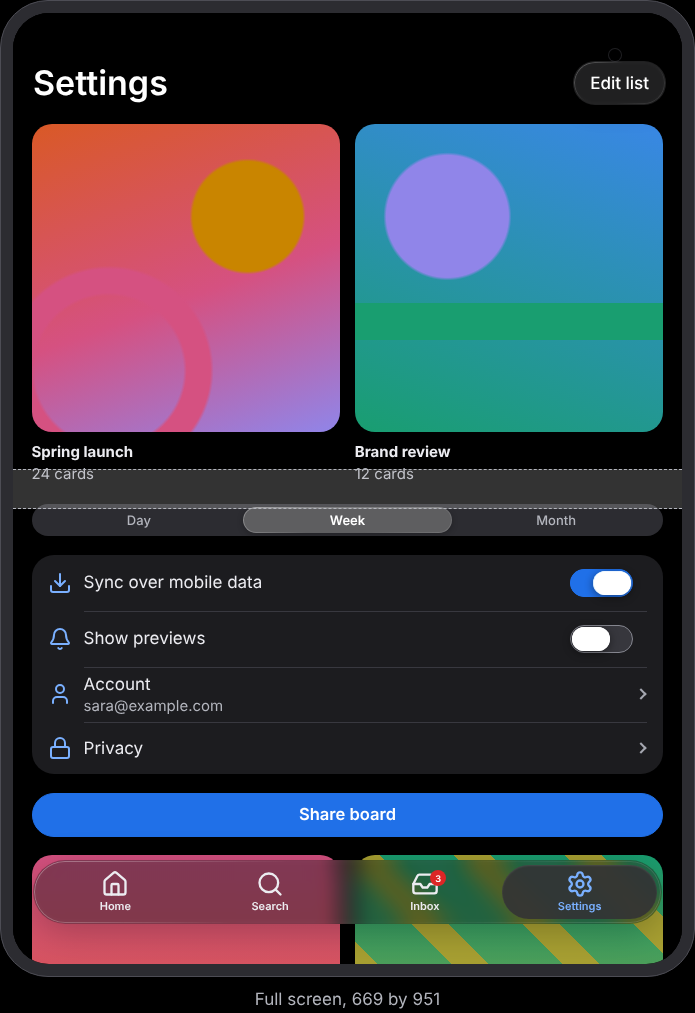 Settings
Edit list
Spring launch
Brand review
24 cards
12 cards
Day
Week
Month
Sync over mobile data
Show previews
Account
sara@example.com
Privacy
Share board
3
Home
Search
Inbox
Settings
Full screen, 669 by 951